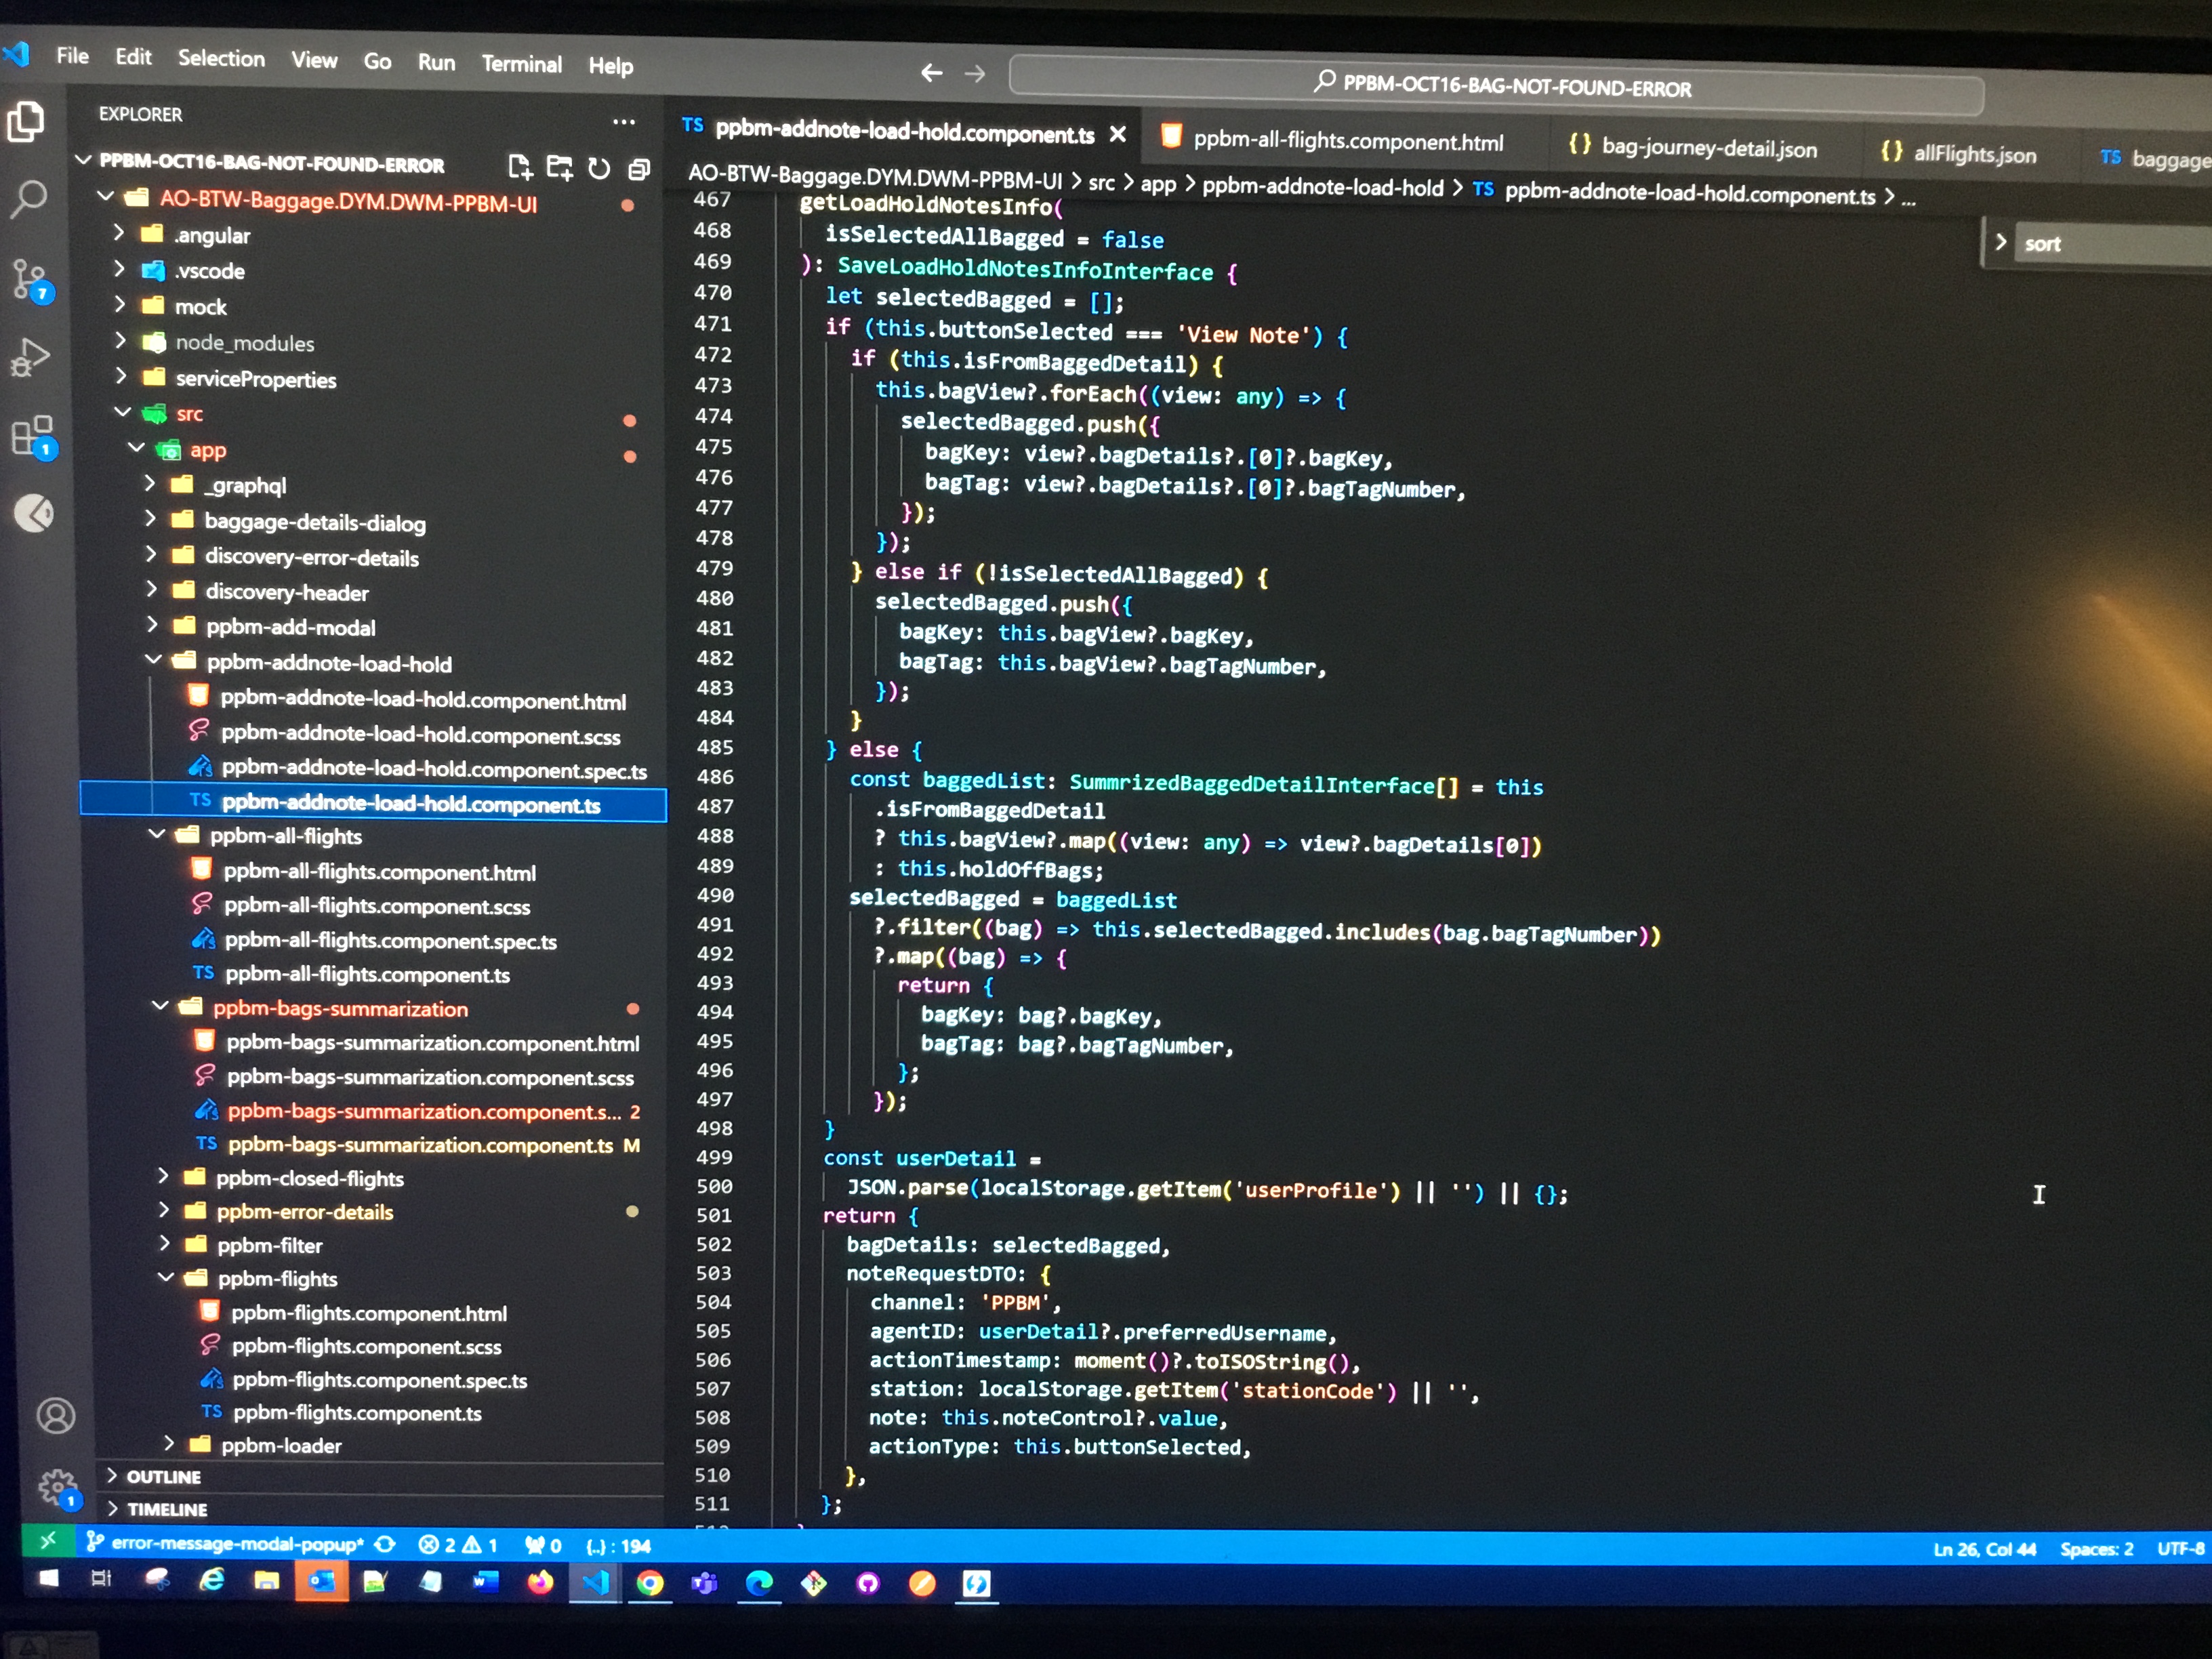 File Edit Selection View Go Run Terminal Help
PPBM-OCT16-BAG-NOT-FOUND-ERROR
EXPLORER
PPBM-OCT16-BAG-NOT-FOUND-ERROR
AO-BTW-Baggage.DYM.DWM-PPBM-UI
.angular
.vscode
mock
node_modules
serviceProperties
src
app
_graphql
baggage-details-dialog
discovery-error-details
discovery-header
ppbm-add-modal
ppbm-addnote-load-hold
ppbm-addnote-load-hold.component.html
ppbm-addnote-load-hold.component.scss
ppbm-addnote-load-hold.component.spec.ts
TS ppbm-addnote-load-hold.component.ts
ppbm-all-flights
ppbm-all-flights.component.html
ppbm-all-flights.component.scss
ppbm-all-flights.component.spec.ts
TS ppbm-all-flights.component.ts
ppbm-bags-summarization
ppbm-bags-summarization.component.html
ppbm-bags-summarization.component.scss
ppbm-bags-summarization.component.s... 2
TS ppbm-bags-summarization.component.ts M
ppbm-closed-flights
ppbm-error-details
ppbm-filter
ppbm-flights
ppbm-flights.component.html
ppbm-flights.component.scss
ppbm-flights.component.spec.ts
TS ppbm-flights.component.ts
ppbm-loader
OUTLINE
TIMELINE
7
1
1
TS ppbm-addnote-load-hold.component.ts ppbm-all-flights.component.html {} bag-journey-detail.json {} allFlights.json TS baggage
AO-BTW-Baggage.DYM.DWM-PPBM-UI > src > app > ppbm-addnote-load-hold > TS ppbm-addnote-load-hold.component.ts > ...
sort
467 getLoadHoldNotesInfo(
468 isSelectedAllBagged = false
469 ): SaveLoadHoldNotesInfoInterface {
470 let selectedBagged = [];
471 if (this.buttonSelected === 'View Note') {
472 if (this.isFromBaggedDetail) {
473 this.bagView?.forEach((view: any) => {
474 selectedBagged.push({
475 bagKey: view?.bagDetails?.[0]?.bagKey,
476 bagTag: view?.bagDetails?.[0]?.bagTagNumber,
477 });
478 });
479 } else if (!isSelectedAllBagged) {
480 selectedBagged.push({
481 bagKey: this.bagView?.bagKey,
482 bagTag: this.bagView?.bagTagNumber,
483 });
484 }
485 } else {
486 const baggedList: SummrizedBaggedDetailInterface[] = this
487 .isFromBaggedDetail
488 ? this.bagView?.map((view: any) => view?.bagDetails[0])
489 : this.holdOffBags;
490 selectedBagged = baggedList
491 ?.filter((bag) => this.selectedBagged.includes(bag.bagTagNumber))
492 ?.map((bag) => {
493 return {
494 bagKey: bag?.bagKey,
495 bagTag: bag?.bagTagNumber,
496 };
497 });
498 }
499 const userDetail =
500 JSON.parse(localStorage.getItem('userProfile') || '') || {};
501 return {
502 bagDetails: selectedBagged,
503 noteRequestDTO: {
504 channel: 'PPBM',
505 agentID: userDetail?.preferredUsername,
506 actionTimestamp: moment()?.toISOString(),
507 station: localStorage.getItem('stationCode') || '',
508 note: this.noteControl?.value,
509 actionType: this.buttonSelected,
510 },
511 };
error-message-modal-popup* 2 1 0 {..} : 194 Ln 26, Col 44 Spaces: 2 UTF-8